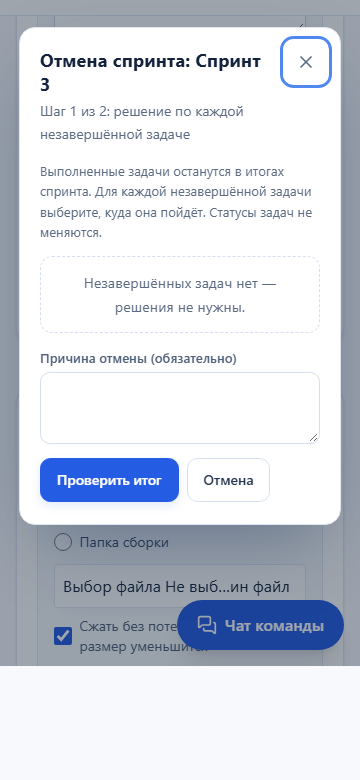 Отмена спринта: Спринт
3
Шаг 1 из 2: решение по каждой
незавершённой задаче
Выполненные задачи останутся в итогах
спринта. Для каждой незавершённой задачи
выберите, куда она пойдёт. Статусы задач не
меняются.
Незавершённых задач нет —
решения не нужны.
Причина отмены (обязательно)
Проверить итог
Отмена
Папка сборки
Выбор файла Не выб...ин файл
Сжать без
размер уменьшится
Чат команды